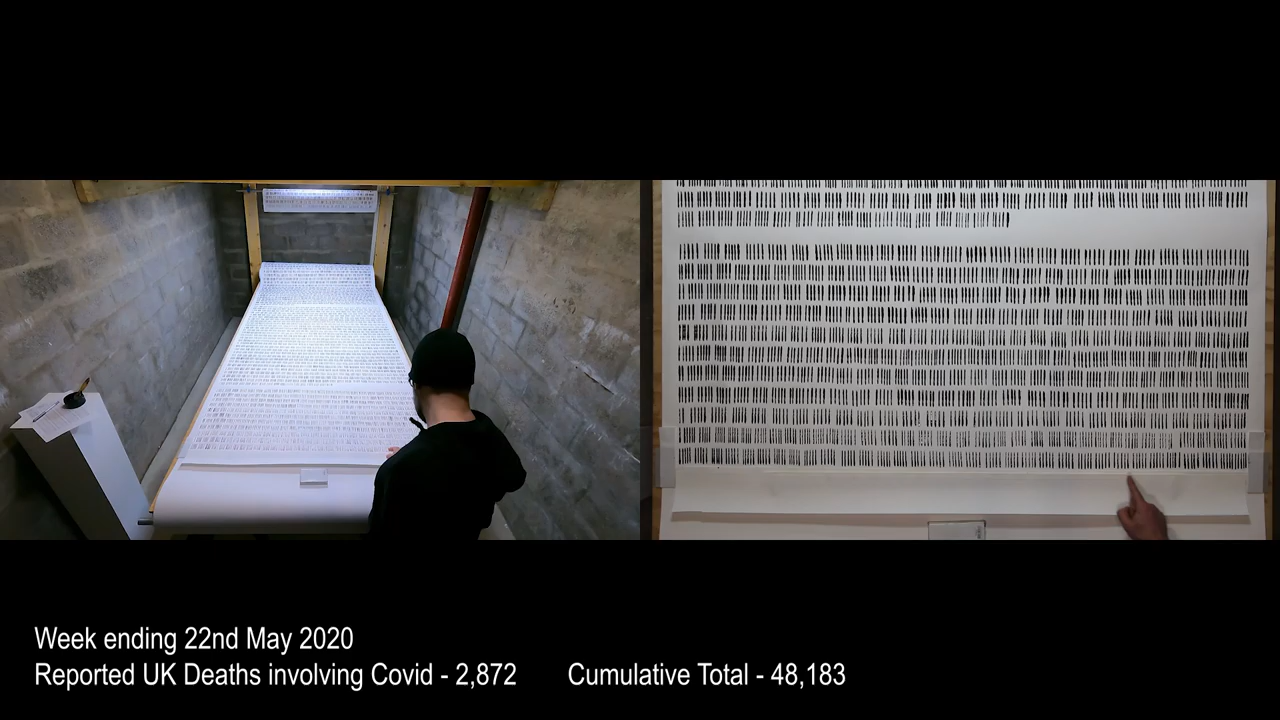 Week ending 22nd May 2020
Reported UK Deaths involving Covid - 2,872 Cumulative Total - 48,183